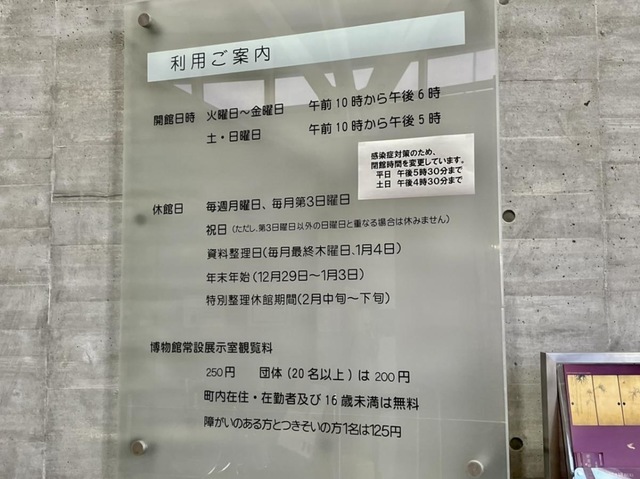 利用ご案内
開館日時 火曜日～金曜日 午前10時から午後6時
土・日曜日 午前10時から午後5時
感染症対策のため、
閉館時間を変更しています。
平日 午後5時30分まで
土日 午後4時30分まで
休館日 毎週月曜日、毎月第3日曜日
祝日(ただし、第3日曜日以外の日曜日と重なる場合は休みません)
資料整理日(毎月最終木曜日、1月4日)
年末年始(12月29日～1月3日)
特別整理休館期間(2月中旬～下旬)
博物館常設展示室観覧料
250円 団体(20名以上)は200円
町内在住・在勤者及び16歳未満は無料
障がいのある方とつきそいの方1名は125円